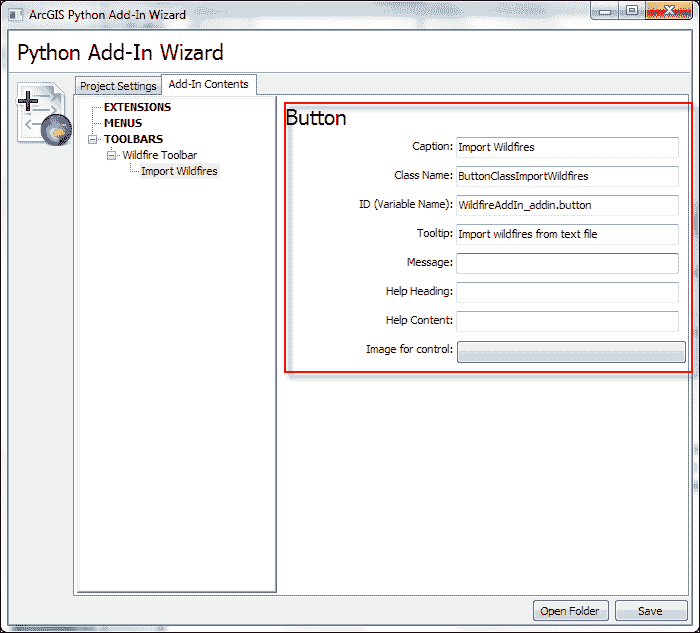 ArcGIS Python Add-In Wizard
Python Add-In Wizard
Project Settings
Add-In Contents
EXTENSIONS
MENUS
TOOLBARS
Wildfire Toolbar
Import Wildfires
Button
Caption: Import Wildfires
Class Name: ButtonClassImportWildfires
ID (Variable Name): WildfireAddIn_addin.button
Tooltip: Import wildfires from text file
Message:
Help Heading:
Help Content:
Image for control:
Open Folder
Save